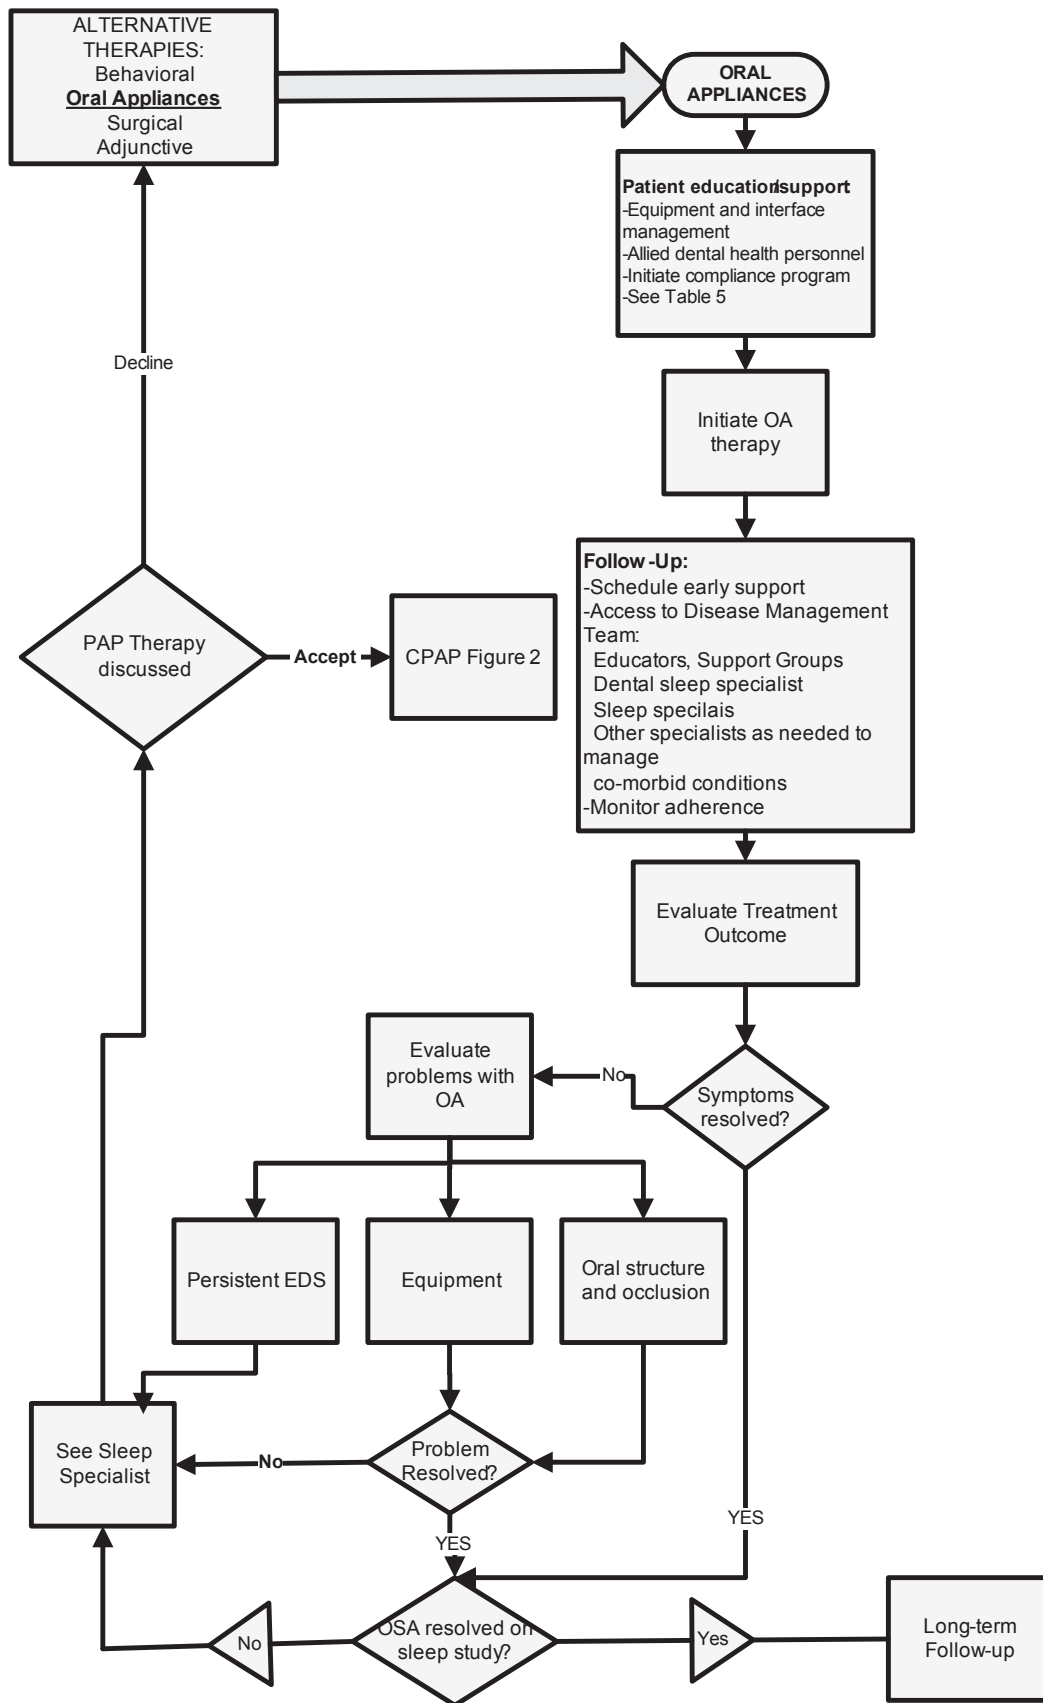 ALTERNATIVE
THERAPIES:
Behavioral
Oral Appliances
Surgical
Adjunctive
ORAL
APPLIANCES
Patient education/support
-Equipment and interface
management
-Allied dental health personnel
-Initiate compliance program
-See Table 5
Decline
Initiate OA
therapy
Follow-Up:
-Schedule early support
-Access to Disease Management
Team:
Educators, Support Groups
Dental sleep specialist
Sleep specilais
Other specialists as needed to
manage
co-morbid conditions
-Monitor adherence
PAP Therapy
discussed
Accept
CPAP Figure 2
Evaluate Treatment
Outcome
Evaluate
problems with
OA
No
Symptoms
resolved?
Persistent EDS
Equipment
Oral structure
and occlusion
See Sleep
Specialist
No
Problem
Resolved?
YES
YES
No
OSA resolved on
sleep study?
Yes
Long-term
Follow-up